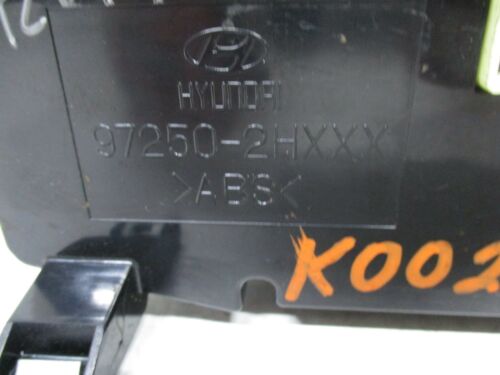 HYUNDAI
97250-2HXXX
>ABS<
K002